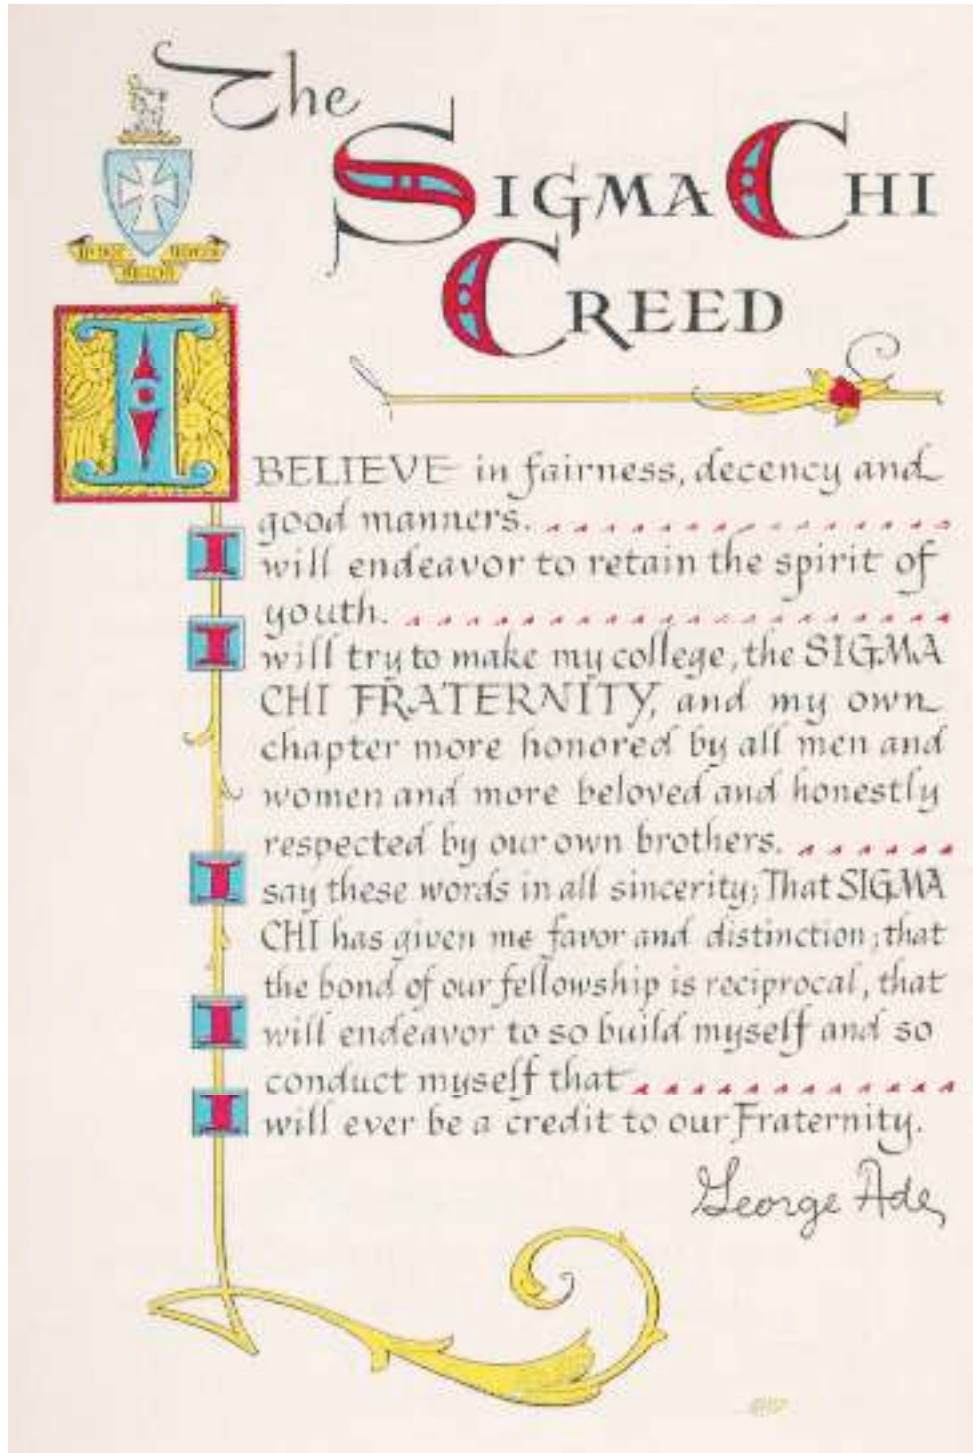 The
SIGMA CHI
CREED
I BELIEVE in fairness, decency and
good manners.
I will endeavor to retain the spirit of
youth.
I will try to make my college, the SIGMA
CHI FRATERNITY, and my own
chapter more honored by all men and
women and more beloved and honestly
respected by our own brothers.
I say these words in all sincerity; That SIGMA
CHI has given me favor and distinction; that
the bond of our fellowship is reciprocal, that
I will endeavor to so build myself and so
conduct myself that
I will ever be a credit to our Fraternity.
George Ade